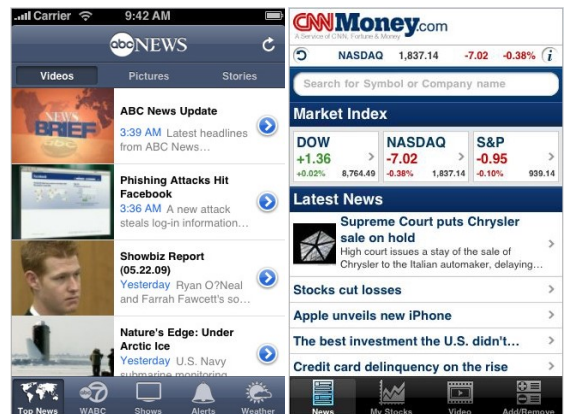 Carrier 9:42 AM
abc NEWS
Videos Pictures Stories
NEWS
BRIEF
ABC News Update
3:39 AM Latest headlines
from ABC News...
Phishing Attacks Hit
Facebook
3:36 AM A new attack
steals log-in information...
Showbiz Report
(05.22.09)
Yesterday Ryan O?Neal
and Farrah Fawcett's so...
Nature's Edge: Under
Arctic Ice
Yesterday U.S. Navy
submarine monitoring
Top News WABC Shows Alerts Weather
CNNMoney.com
A Service of CNN, Fortune & Money
NASDAQ 1,837.14 -7.02 -0.38% i
Search for Symbol or Company name
Market Index
DOW NASDAQ S&P
+1.36 -7.02 -0.95
+0.02% 8,764.49 -0.38% 1,837.14 -0.10% 939.14
Latest News
Supreme Court puts Chrysler
sale on hold
High court issues a stay of the sale of
Chrysler to the Italian automaker, delaying...
Stocks cut losses
Apple unveils new iPhone
The best investment the U.S. didn't...
Credit card delinquency on the rise
News My Stocks Video Add/Remove